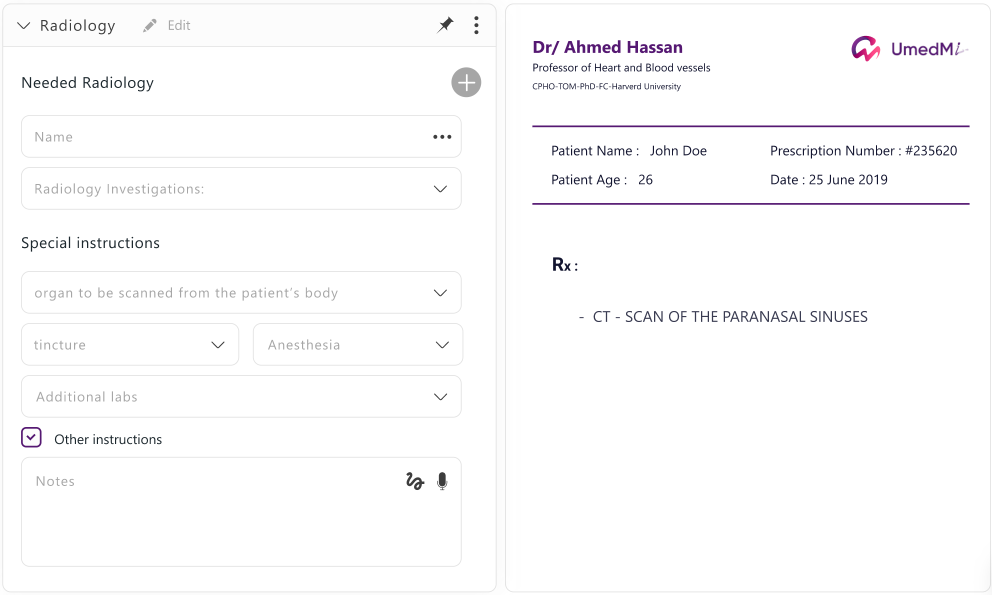 Radiology Edit
Needed Radiology
Name
Radiology Investigations:
Special instructions
organ to be scanned from the patient's body
tincture Anesthesia
Additional labs
Other instructions
Notes
Dr/ Ahmed Hassan
Professor of Heart and Blood vessels
CPHO-TOM-PhD-FC-Harverd University
UmedMi
Patient Name : John Doe Prescription Number : #235620
Patient Age : 26 Date : 25 June 2019
Rx :
- CT - SCAN OF THE PARANASAL SINUSES